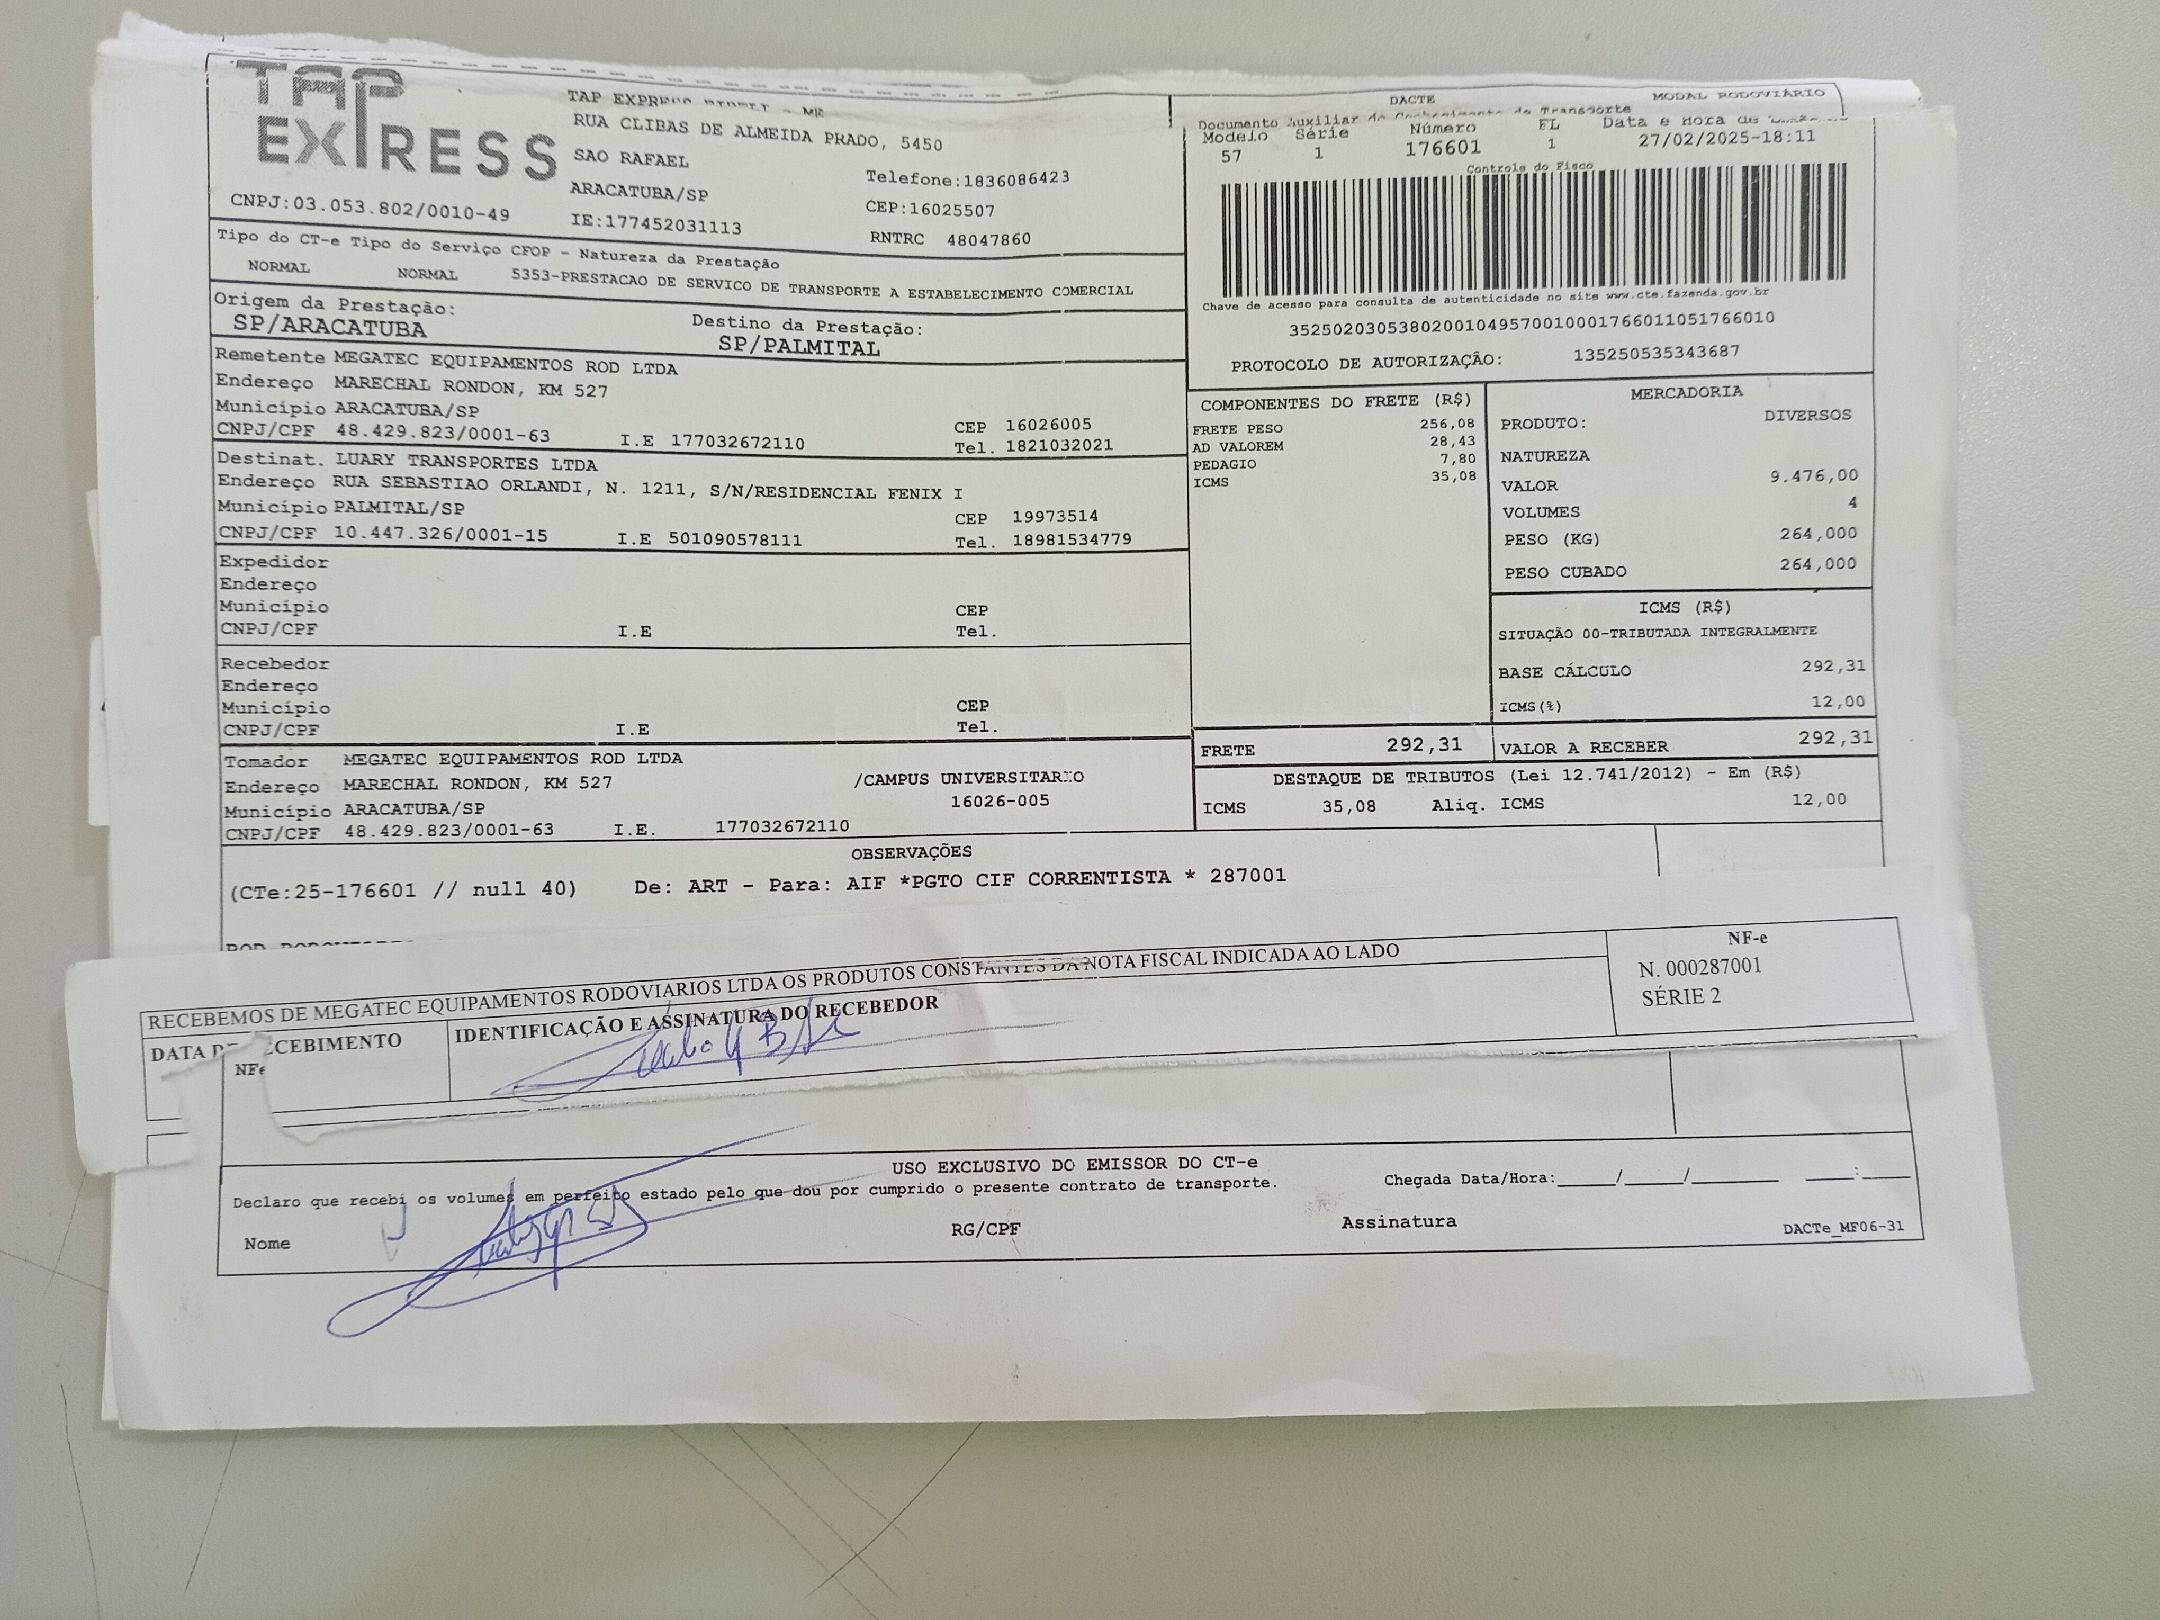 TAP
EXPRESS
CNPJ:03.053.802/0010-49
TAP EXPRESS EIRELI - ME
RUA CLIBAS DE ALMEIDA PRADO, 5450
SAO RAFAEL
Telefone:1836086423
ARACATUBA/SP
CEP:16025507
IE:177452031113
RNTRC 48047860
DACTE
MODAL RODOVIÁRIO
Documento Auxiliar do Conhecimento de Transporte
Modelo Série Número FL Data e Hora de
57 1 176601 1 27/02/2025-18:11
Controle do Fisco
Chave de acesso para consulta de autenticidade no site www.cte.fazenda.gov.br
35250203053802001049570010001766011051766010
PROTOCOLO DE AUTORIZAÇÃO: 135250535343687
Tipo do CT-e Tipo do Serviço CFOP - Natureza da Prestação
NORMAL NORMAL 5353-PRESTACAO DE SERVICO DE TRANSPORTE A ESTABELECIMENTO COMERCIAL
Origem da Prestação: Destino da Prestação:
SP/ARACATUBA SP/PALMITAL
Remetente MEGATEC EQUIPAMENTOS ROD LTDA
Endereço MARECHAL RONDON, KM 527
Município ARACATUBA/SP CEP 16026005
CNPJ/CPF 48.429.823/0001-63 I.E 177032672110 Tel. 1821032021
Destinat. LUARY TRANSPORTES LTDA
Endereço RUA SEBASTIAO ORLANDI, N. 1211, S/N/RESIDENCIAL FENIX I
Município PALMITAL/SP CEP 19973514
CNPJ/CPF 10.447.326/0001-15 I.E 501090578111 Tel. 18981534779
Expedidor
Endereço
Município CEP
CNPJ/CPF I.E Tel.
Recebedor
Endereço
Município CEP
CNPJ/CPF I.E Tel.
Tomador MEGATEC EQUIPAMENTOS ROD LTDA
Endereço MARECHAL RONDON, KM 527 /CAMPUS UNIVERSITARIO
Município ARACATUBA/SP 16026-005
CNPJ/CPF 48.429.823/0001-63 I.E. 177032672110
COMPONENTES DO FRETE (R$)
FRETE PESO 256,08
AD VALOREM 28,43
PEDAGIO 7,80
ICMS 35,08
MERCADORIA
PRODUTO: DIVERSOS
NATUREZA
VALOR 9.476,00
VOLUMES 4
PESO (KG) 264,000
PESO CUBADO 264,000
ICMS (R$)
SITUAÇÃO 00-TRIBUTADA INTEGRALMENTE
BASE CÁLCULO 292,31
ICMS(%) 12,00
FRETE 292,31 VALOR A RECEBER 292,31
DESTAQUE DE TRIBUTOS (Lei 12.741/2012) - Em (R$)
ICMS 35,08 Aliq. ICMS 12,00
OBSERVAÇÕES
(CTe:25-176601 // null 40) De: ART - Para: AIF *PGTO CIF CORRENTISTA * 287001
RECEBEMOS DE MEGATEC EQUIPAMENTOS RODOVIARIOS LTDA OS PRODUTOS CONSTANTES DA NOTA FISCAL INDICADA AO LADO
NF-e
N. 000287001
SÉRIE 2
DATA DE RECEBIMENTO IDENTIFICAÇÃO E ASSINATURA DO RECEBEDOR
NFe
USO EXCLUSIVO DO EMISSOR DO CT-e
Declaro que recebi os volumes em perfeito estado pelo que dou por cumprido o presente contrato de transporte.
Chegada Data/Hora:_____/_____/________ ____:____
Nome RG/CPF Assinatura
DACTe_MF06-31